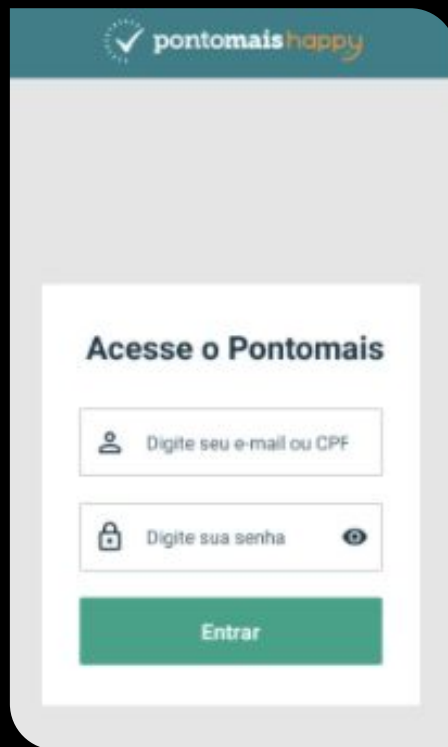 pontomaishappy
Acesse o Pontomais
Digite seu e-mail ou CPF
Digite sua senha
Entrar